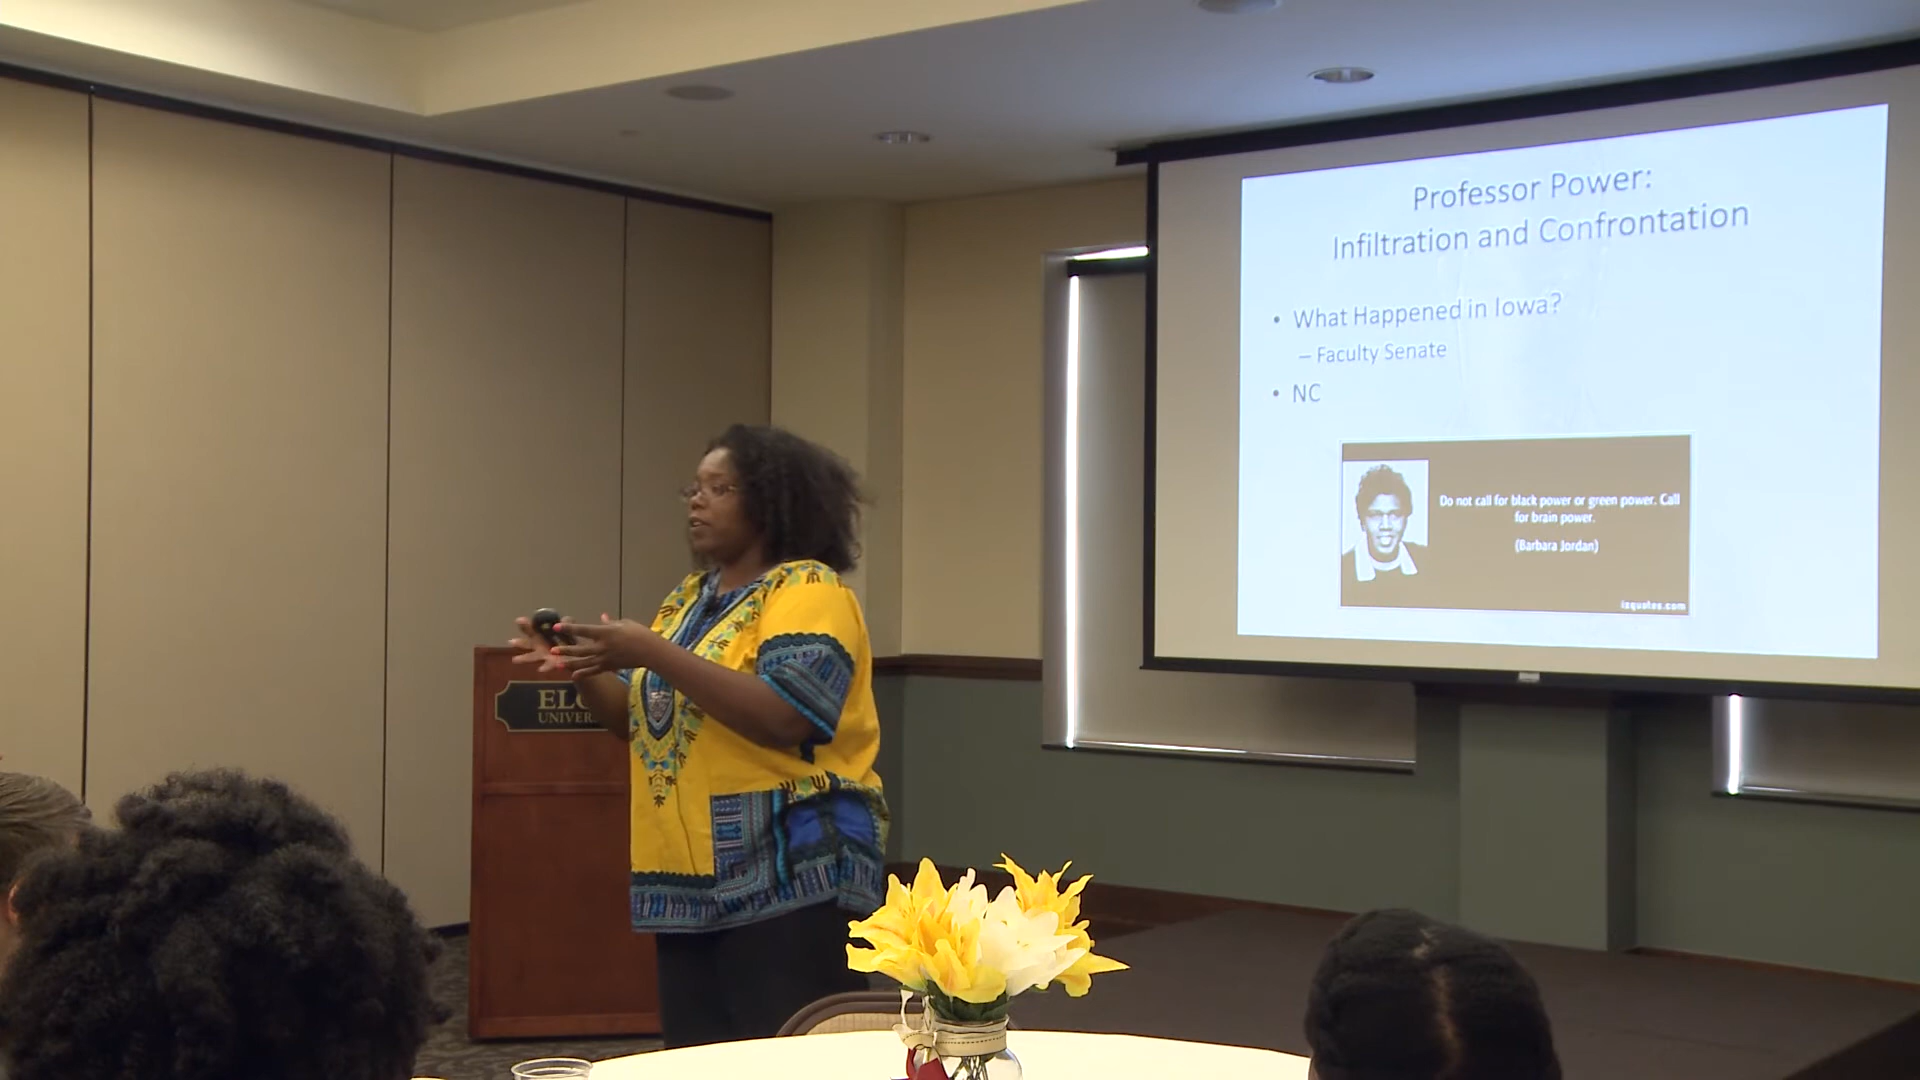 Professor Power:
Infiltration and Confrontation
• What Happened in Iowa?
– Faculty Senate
• NC
Do not call for black power or green power. Call
for brain power.
(Barbara Jordan)
izquotes.com
ELO
UNIVER